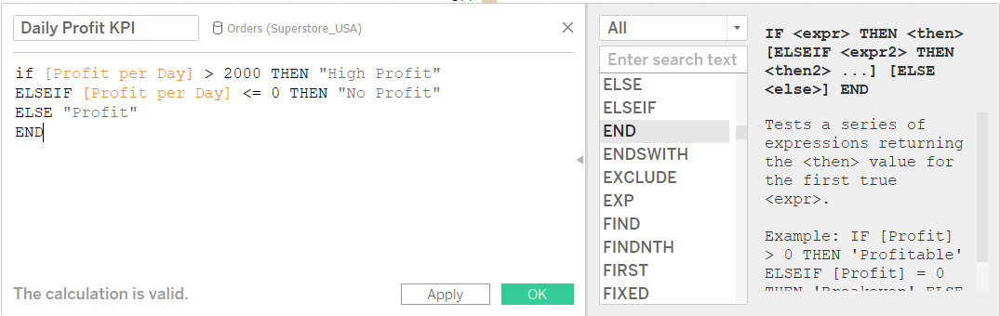 Daily Profit KPI
Orders (Superstore_USA)
if [Profit per Day] > 2000 THEN "High Profit"
ELSEIF [Profit per Day] <= 0 THEN "No Profit"
ELSE "Profit"
END
The calculation is valid.
Apply
OK
All
Enter search text
ELSE
ELSEIF
END
ENDSWITH
EXCLUDE
EXP
FIND
FINDNTH
FIRST
FIXED
IF <expr> THEN <then>
[ELSEIF <expr2> THEN
<then2> ...] [ELSE
<else>] END
Tests a series of
expressions returning
the <then> value for
the first true
<expr>.
Example: IF [Profit]
> 0 THEN 'Profitable'
ELSEIF [Profit] = 0
THEN 'Breakeven' ELSE